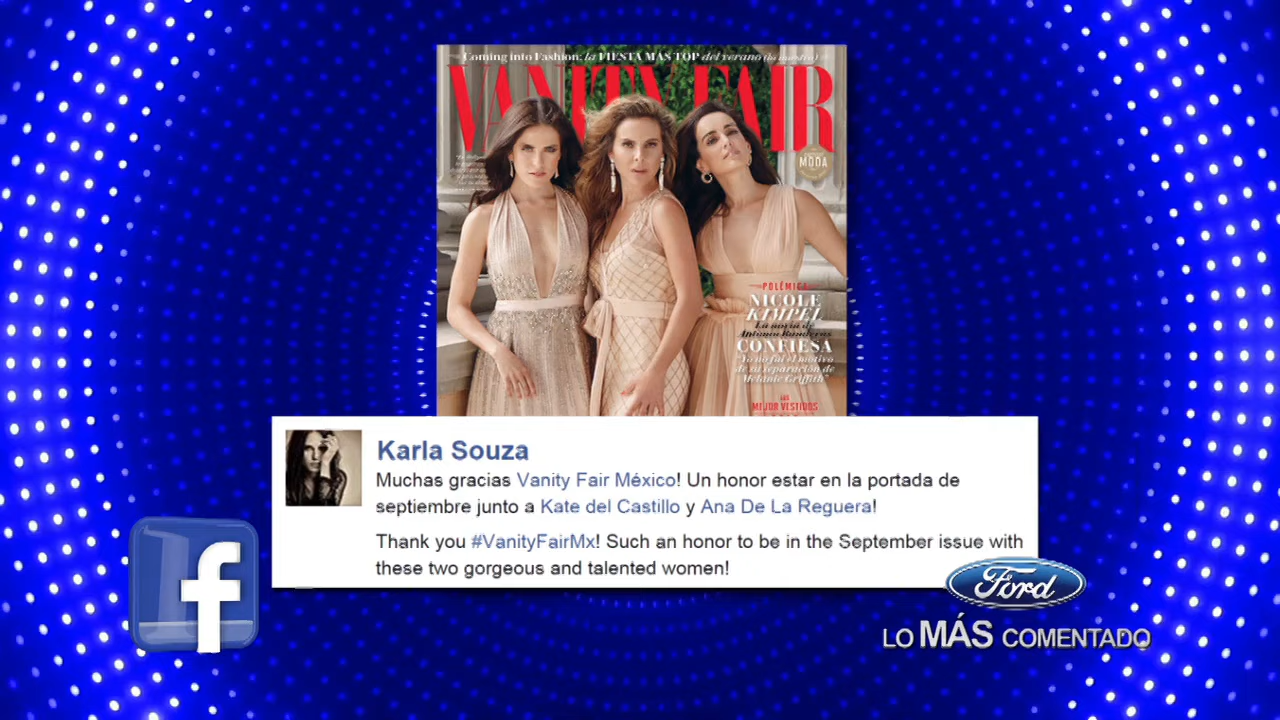 Coming into Fashion: la FIESTA MÁS TOP del verano
VANITY FAIR
MODA
POLÉMICA
NICOLE
KIMPEL
La novia de
Antonio Banderas
CONFIESA
"Yo no fui el motivo
de su separación de
Melanie Griffith"
LOS
MEJOR VESTIDOS
Karla Souza
Muchas gracias Vanity Fair México! Un honor estar en la portada de
septiembre junto a Kate del Castillo y Ana De La Reguera!
Thank you #VanityFairMx! Such an honor to be in the September issue with
these two gorgeous and talented women!
f
Ford
LO MÁS COMENTADO